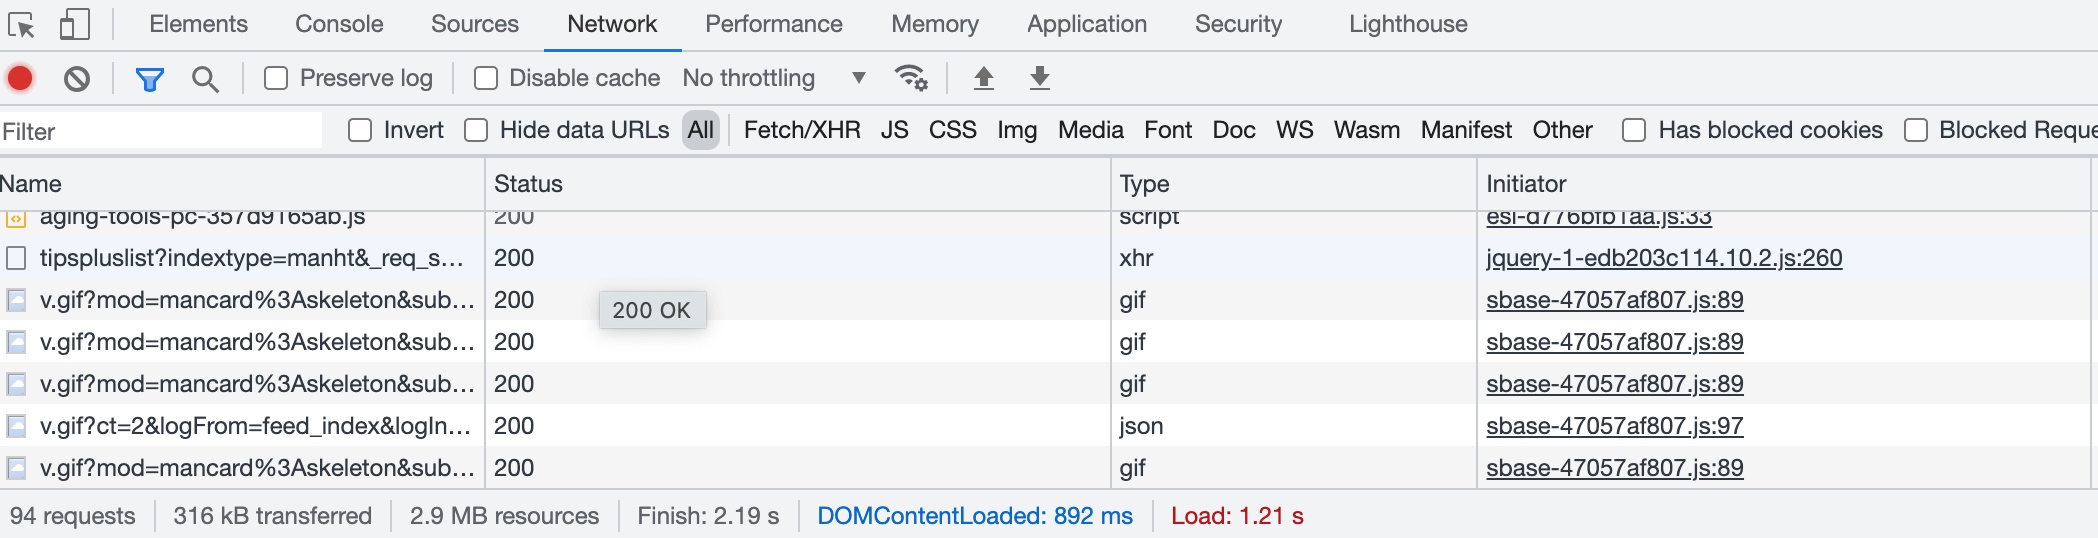 Elements Console Sources Network Performance Memory Application Security Lighthouse
Preserve log Disable cache No throttling
Filter Invert Hide data URLs All Fetch/XHR JS CSS Img Media Font Doc WS Wasm Manifest Other Has blocked cookies Blocked Reque
Name Status Type Initiator
aging-tools-pc-357d9165ab.js 200 script esl-d776bfb1aa.js:33
tipspluslist?indextype=manht&_req_s... 200 xhr jquery-1-edb203c114.10.2.js:260
v.gif?mod=mancard%3Askeleton&sub... 200 gif sbase-47057af807.js:89
200 OK
v.gif?mod=mancard%3Askeleton&sub... 200 gif sbase-47057af807.js:89
v.gif?mod=mancard%3Askeleton&sub... 200 gif sbase-47057af807.js:89
v.gif?ct=2&logFrom=feed_index&logIn... 200 json sbase-47057af807.js:97
v.gif?mod=mancard%3Askeleton&sub... 200 gif sbase-47057af807.js:89
94 requests 316 kB transferred 2.9 MB resources Finish: 2.19 s DOMContentLoaded: 892 ms Load: 1.21 s